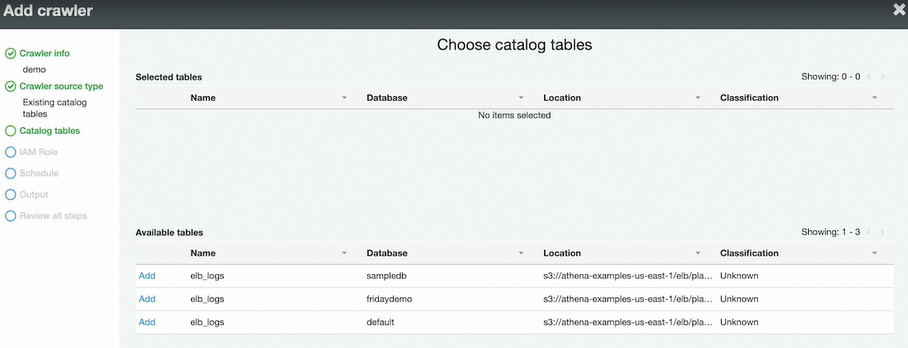 Add crawler
Crawler info
demo
Crawler source type
Existing catalog
tables
Catalog tables
IAM Role
Schedule
Output
Review all steps
Choose catalog tables
Selected tables Showing: 0 - 0
Name Database Location Classification
No items selected
Available tables Showing: 1 - 3
Name Database Location Classification
Add elb_logs sampledb s3://athena-examples-us-east-1/elb/pla... Unknown
Add elb_logs fridaydemo s3://athena-examples-us-east-1/elb/pla... Unknown
Add elb_logs default s3://athena-examples-us-east-1/elb/pla... Unknown